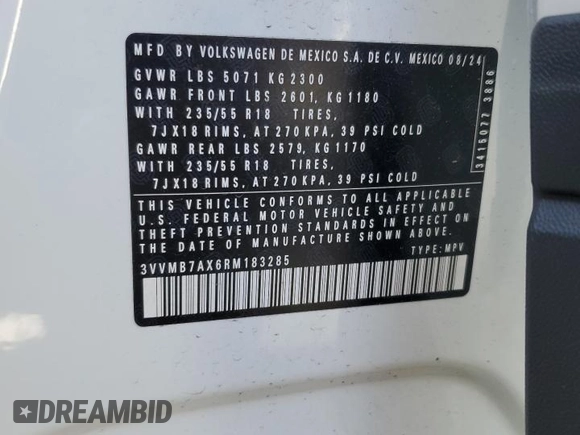 MFD BY VOLKSWAGEN DE MEXICO S.A. DE C.V. MEXICO 08/24
GVWR LBS 5071 KG 2300
GAWR FRONT LBS 2601, KG 1180
WITH 235/55 R18 TIRES,
7JX18 RIMS, AT 270 KPA, 39 PSI COLD
GAWR REAR LBS 2579, KG 1170
WITH 235/55 R18 TIRES,
7JX18 RIMS, AT 270 KPA, 39 PSI COLD
THIS VEHICLE CONFORMS TO ALL APPLICABLE
U.S. FEDERAL MOTOR VEHICLE SAFETY AND
THEFT PREVENTION STANDARDS IN EFFECT ON
THE DATE OF MANUFACTURE SHOWN ABOVE.
3VVMB7AX6RM183285 TYPE: MPV
3415077 3886
DREAMBID